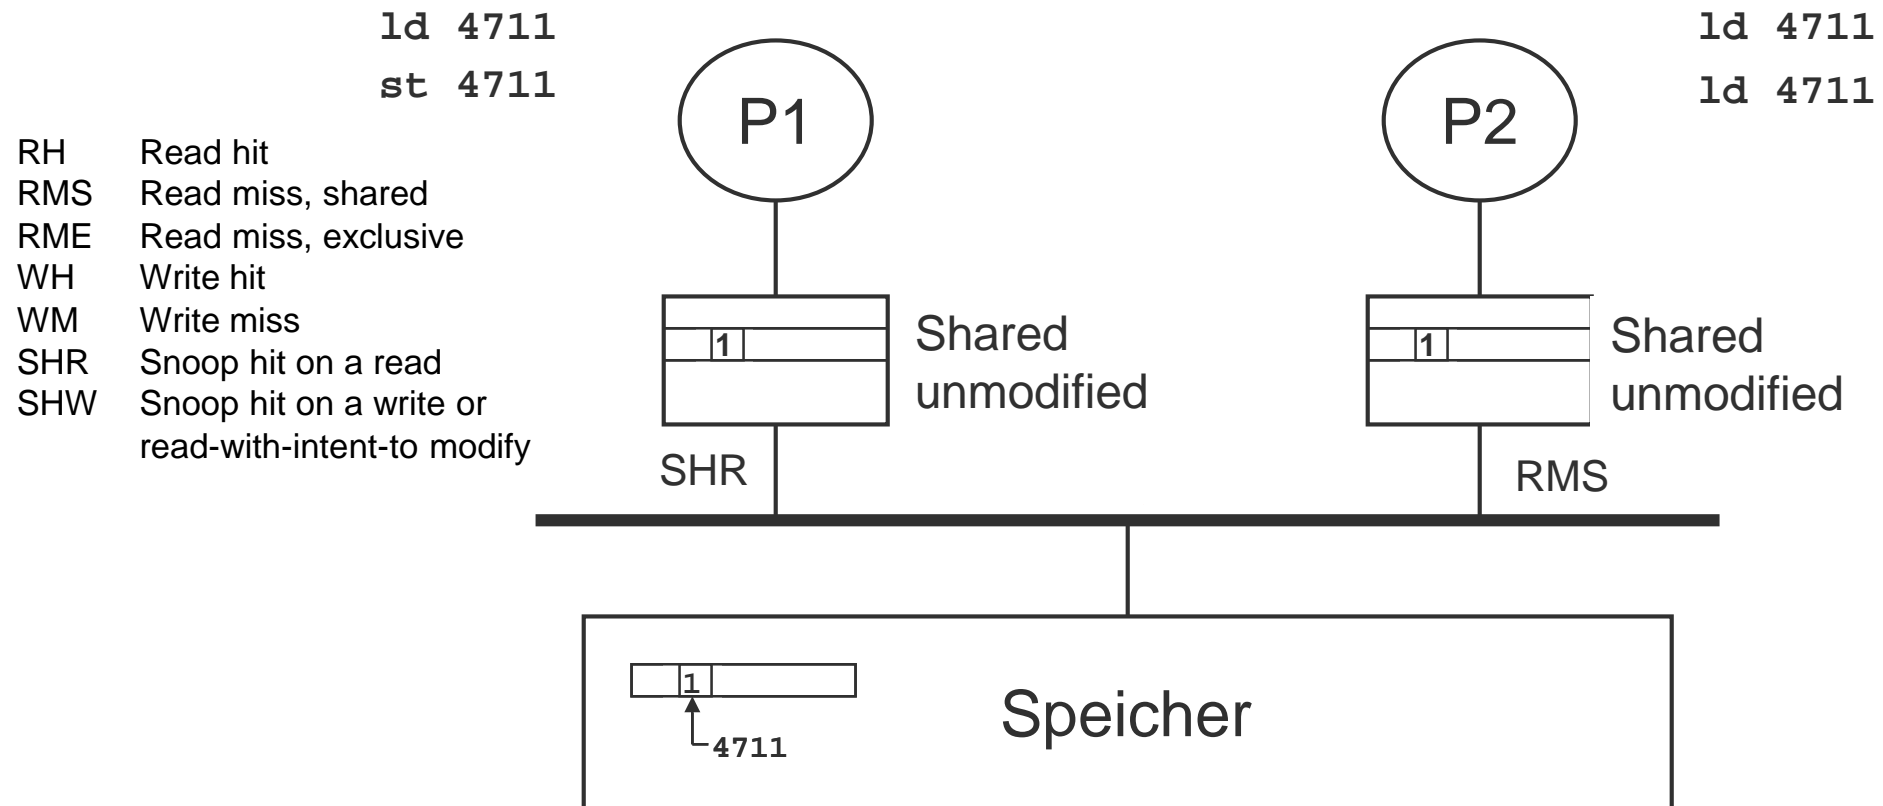 ld 4711
st 4711
ld 4711
ld 4711
P1
P2
RH Read hit
RMS Read miss, shared
RME Read miss, exclusive
WH Write hit
WM Write miss
SHR Snoop hit on a read
SHW Snoop hit on a write or
read-with-intent-to modify
1
Shared
unmodified
1
Shared
unmodified
SHR
RMS
1
4711
Speicher